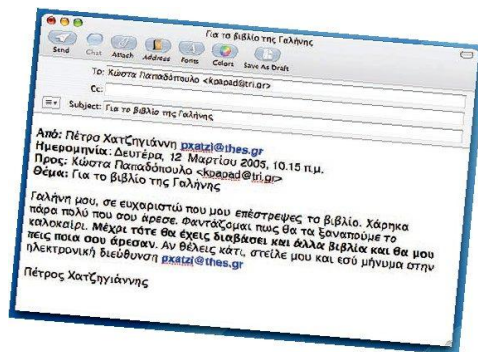 Για το βιβλίο της Γαλήνης
Send Chat Attach Address Fonts Colors Save As Draft
To: Κώστα Παπαδόπουλο <kpapad@tri.gr>
Cc:
Subject: Για το βιβλίο της Γαλήνης
Από: Πέτρο Χατζηγιάννη pxatzi@thes.gr
Ημερομηνία: Δευτέρα, 12 Μαρτίου 2005, 10.15 π.μ.
Προς: Κώστα Παπαδόπουλο <kpapad@tri.gr>
Θέμα: Για το βιβλίο της Γαλήνης
Γαλήνη μου, σε ευχαριστώ που μου επέστρεψες το βιβλίο. Χάρηκα
πάρα πολύ που σου άρεσε. Φαντάζομαι πως θα τα ξαναπούμε το
καλοκαίρι. Μέχρι τότε θα έχεις διαβάσει και άλλα βιβλία και θα μου
πεις ποια σου άρεσαν. Αν θέλεις κάτι, στείλε μου και εσύ μήνυμα στην
ηλεκτρονική διεύθυνση pxatzi@thes.gr
Πέτρος Χατζηγιάννης